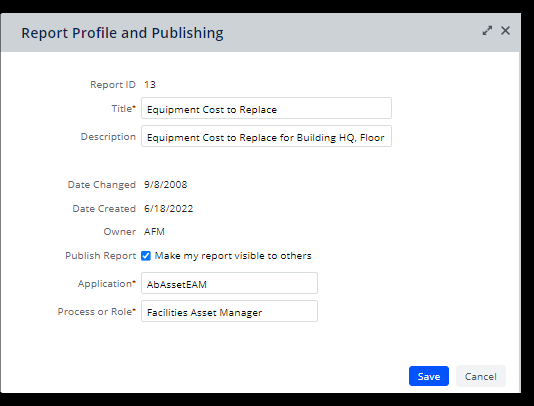 Report Profile and Publishing
Report ID 13
Title* Equipment Cost to Replace
Description Equipment Cost to Replace for Building HQ, Floor
Date Changed 9/8/2008
Date Created 6/18/2022
Owner AFM
Publish Report Make my report visible to others
Application* AbAssetEAM
Process or Role* Facilities Asset Manager
Save Cancel